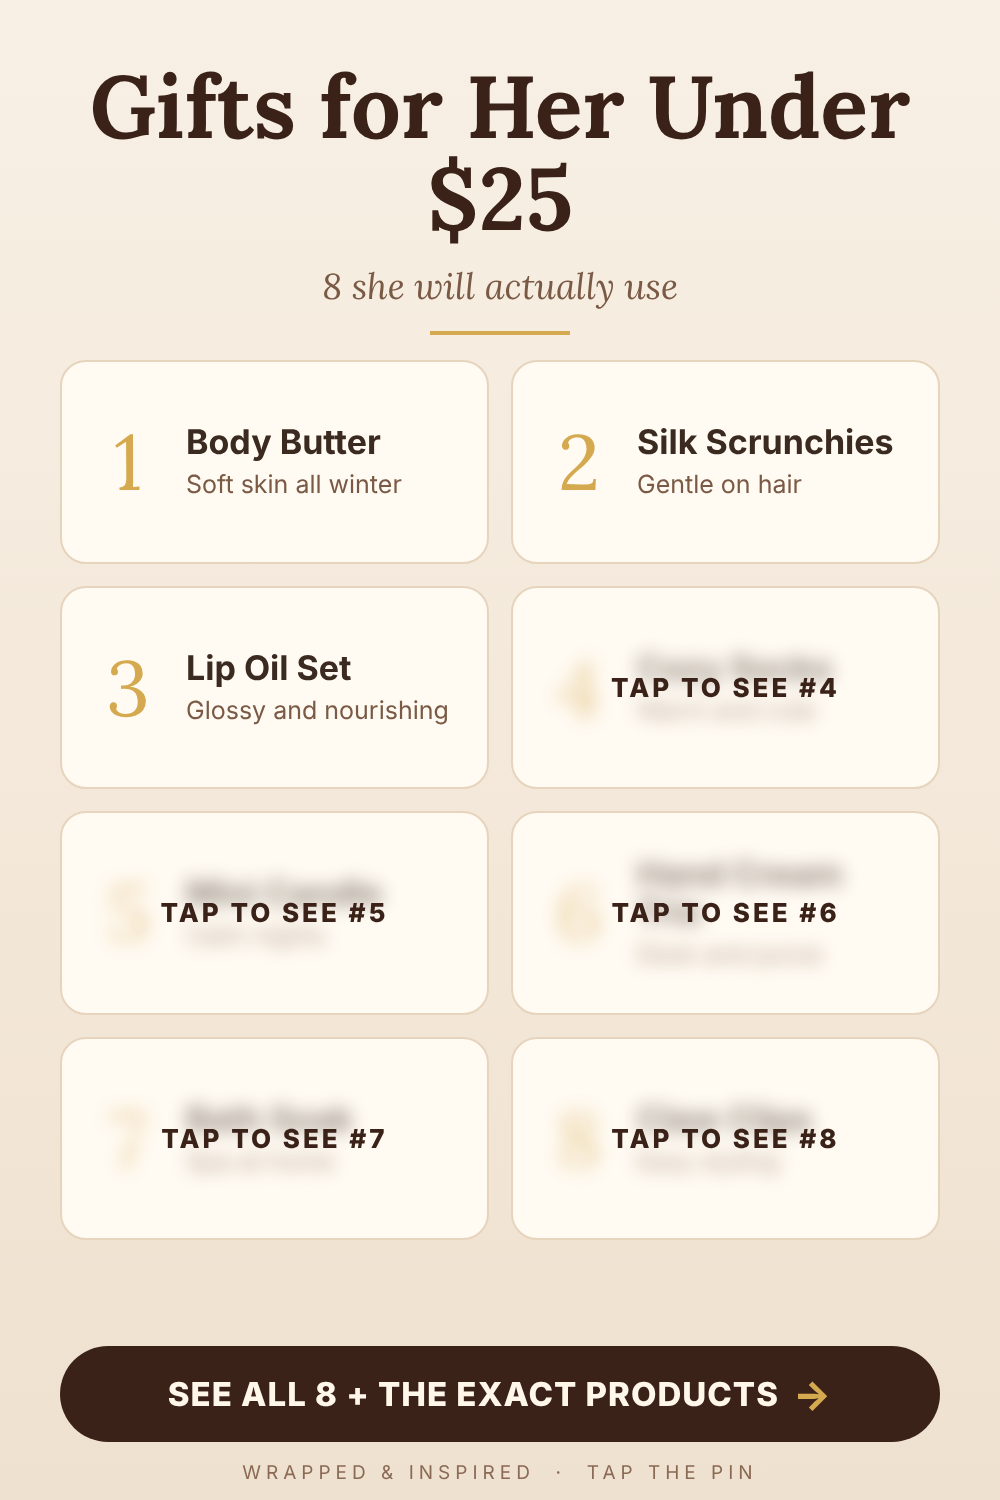 Gifts for Her Under
$25
8 she will actually use
1
Body Butter
Soft skin all winter
2
Silk Scrunchies
Gentle on hair
3
Lip Oil Set
Glossy and nourishing
TAP TO SEE #4
TAP TO SEE #5
TAP TO SEE #6
TAP TO SEE #7
TAP TO SEE #8
SEE ALL 8 + THE EXACT PRODUCTS →
WRAPPED & INSPIRED · TAP THE PIN